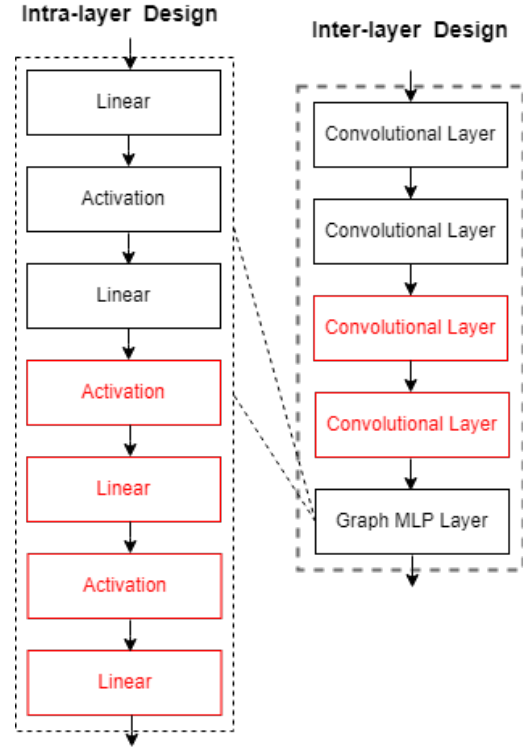 Intra-layer Design
Linear
Activation
Linear
Activation
Linear
Activation
Linear
Inter-layer Design
Convolutional Layer
Convolutional Layer
Convolutional Layer
Convolutional Layer
Graph MLP Layer